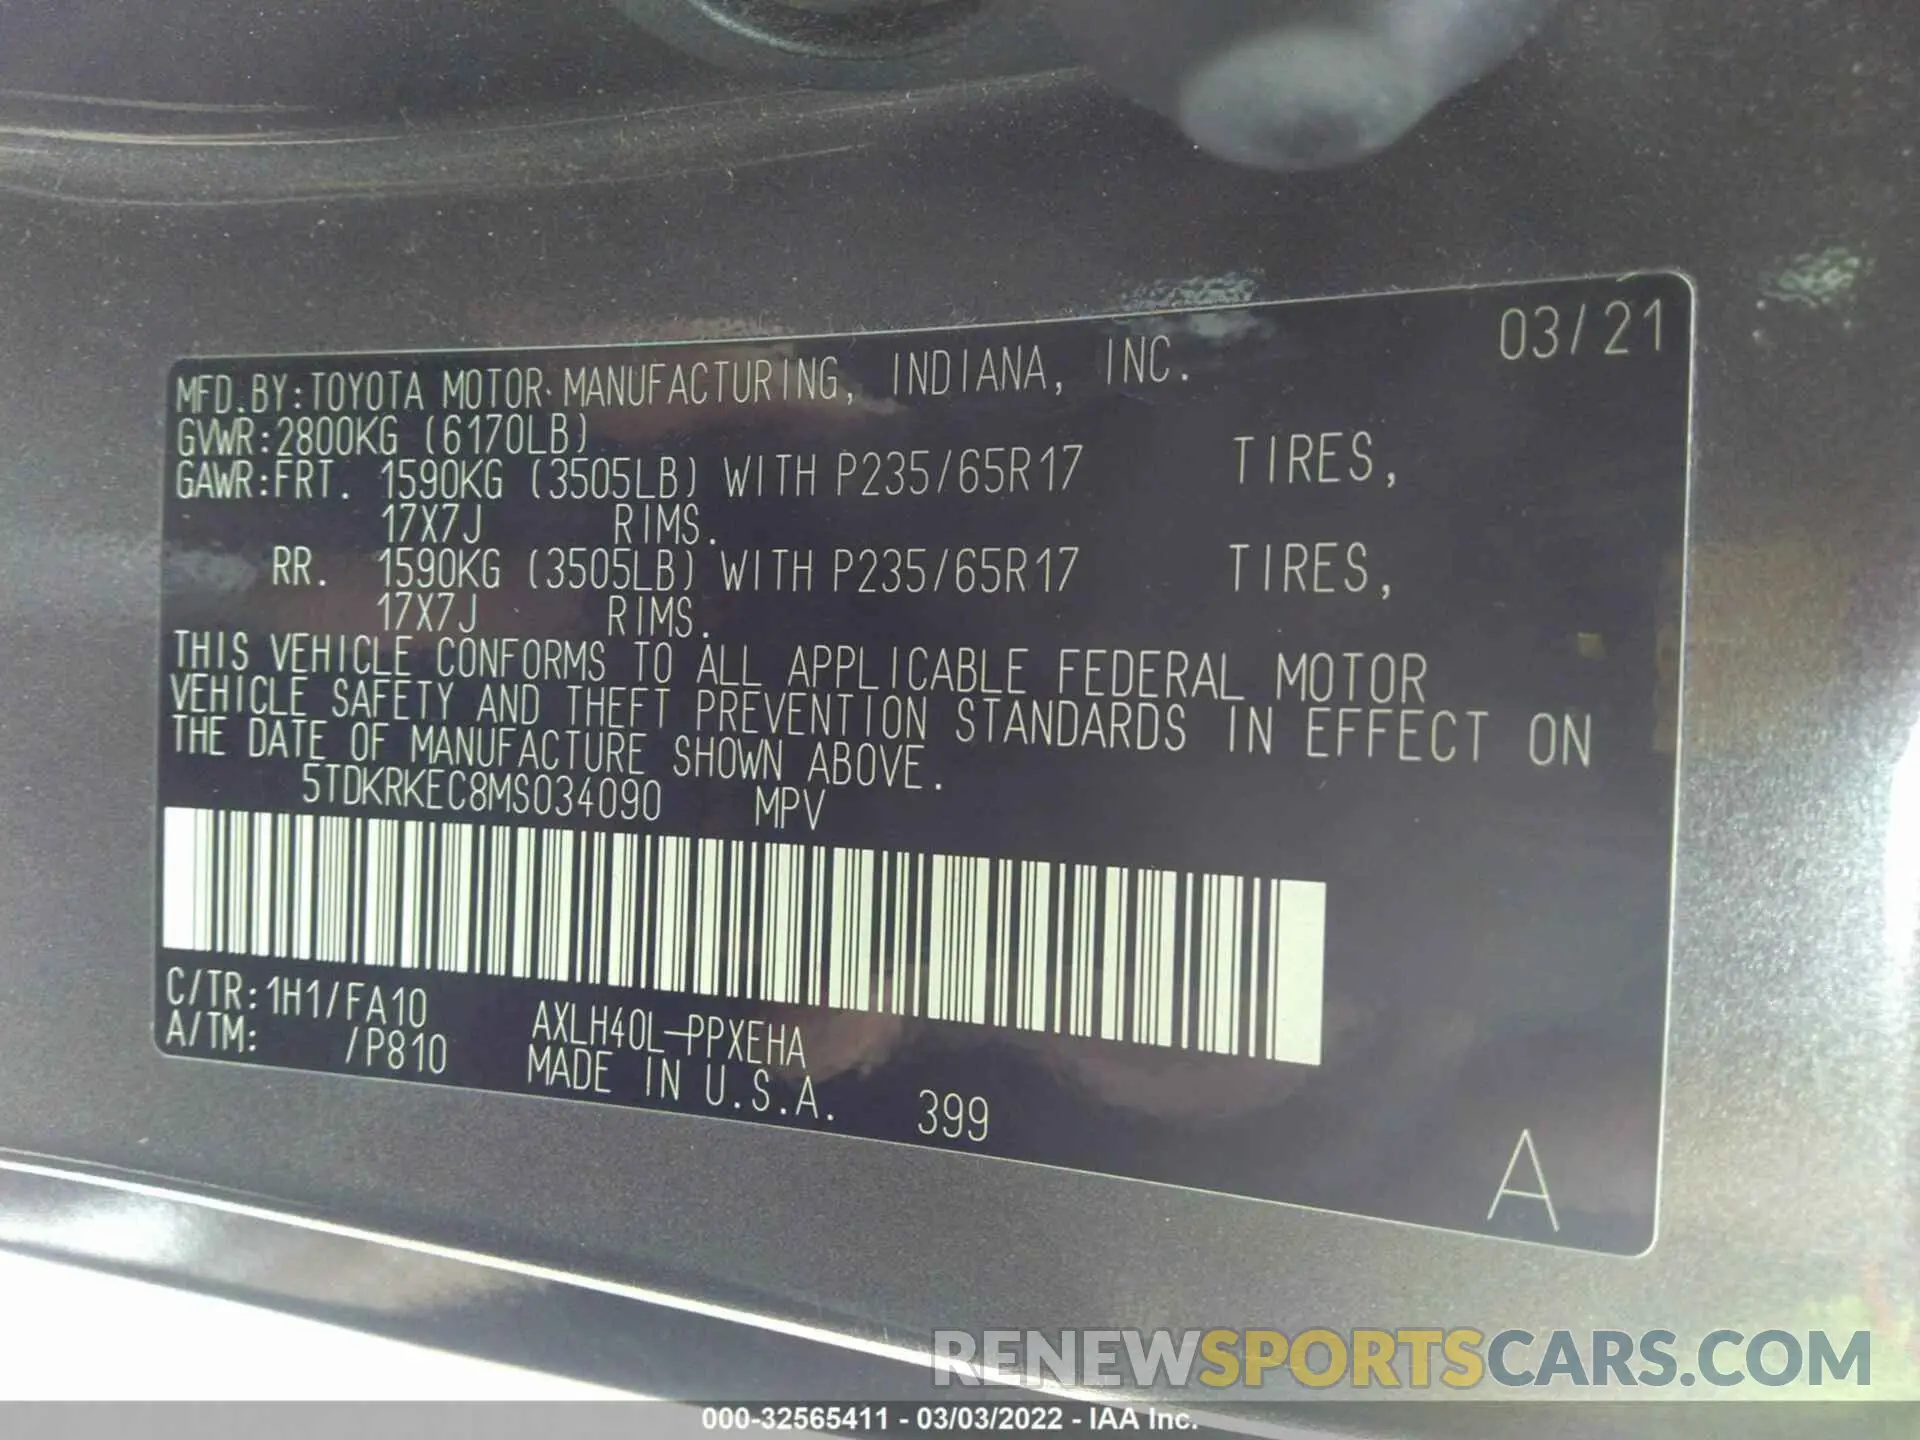 03/21
MFD.BY:TOYOTA MOTOR MANUFACTURING, INDIANA, INC.
GVWR:2800KG (6170LB)
GAWR:FRT. 1590KG (3505LB) WITH P235/65R17 TIRES,
17X7J RIMS.
RR. 1590KG (3505LB) WITH P235/65R17 TIRES,
17X7J RIMS.
THIS VEHICLE CONFORMS TO ALL APPLICABLE FEDERAL MOTOR
VEHICLE SAFETY AND THEFT PREVENTION STANDARDS IN EFFECT ON
THE DATE OF MANUFACTURE SHOWN ABOVE.
5TDKRKEC8MS034090 MPV
C/TR:1H1/FA10 AXLH40L-PPXEHA
A/TM: /P810 MADE IN U.S.A. 399
A
RENEWSPORTSCARS.COM
000-32565411 - 03/03/2022 - IAA Inc.